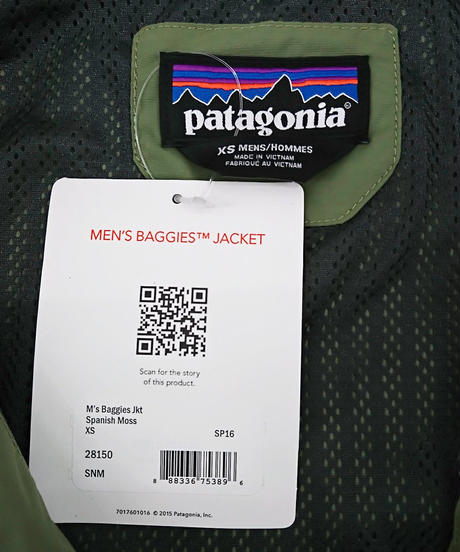 patagonia®
XS MENS/HOMMES
MADE IN VIETNAM
FABRIQUÉ AU VIETNAM
MEN'S BAGGIES™ JACKET
Scan for the story
of this product.
M's Baggies Jkt
Spanish Moss
XS SP16
28150
SNM
8 88336 75389 6
7017601016 © 2015 Patagonia, Inc.